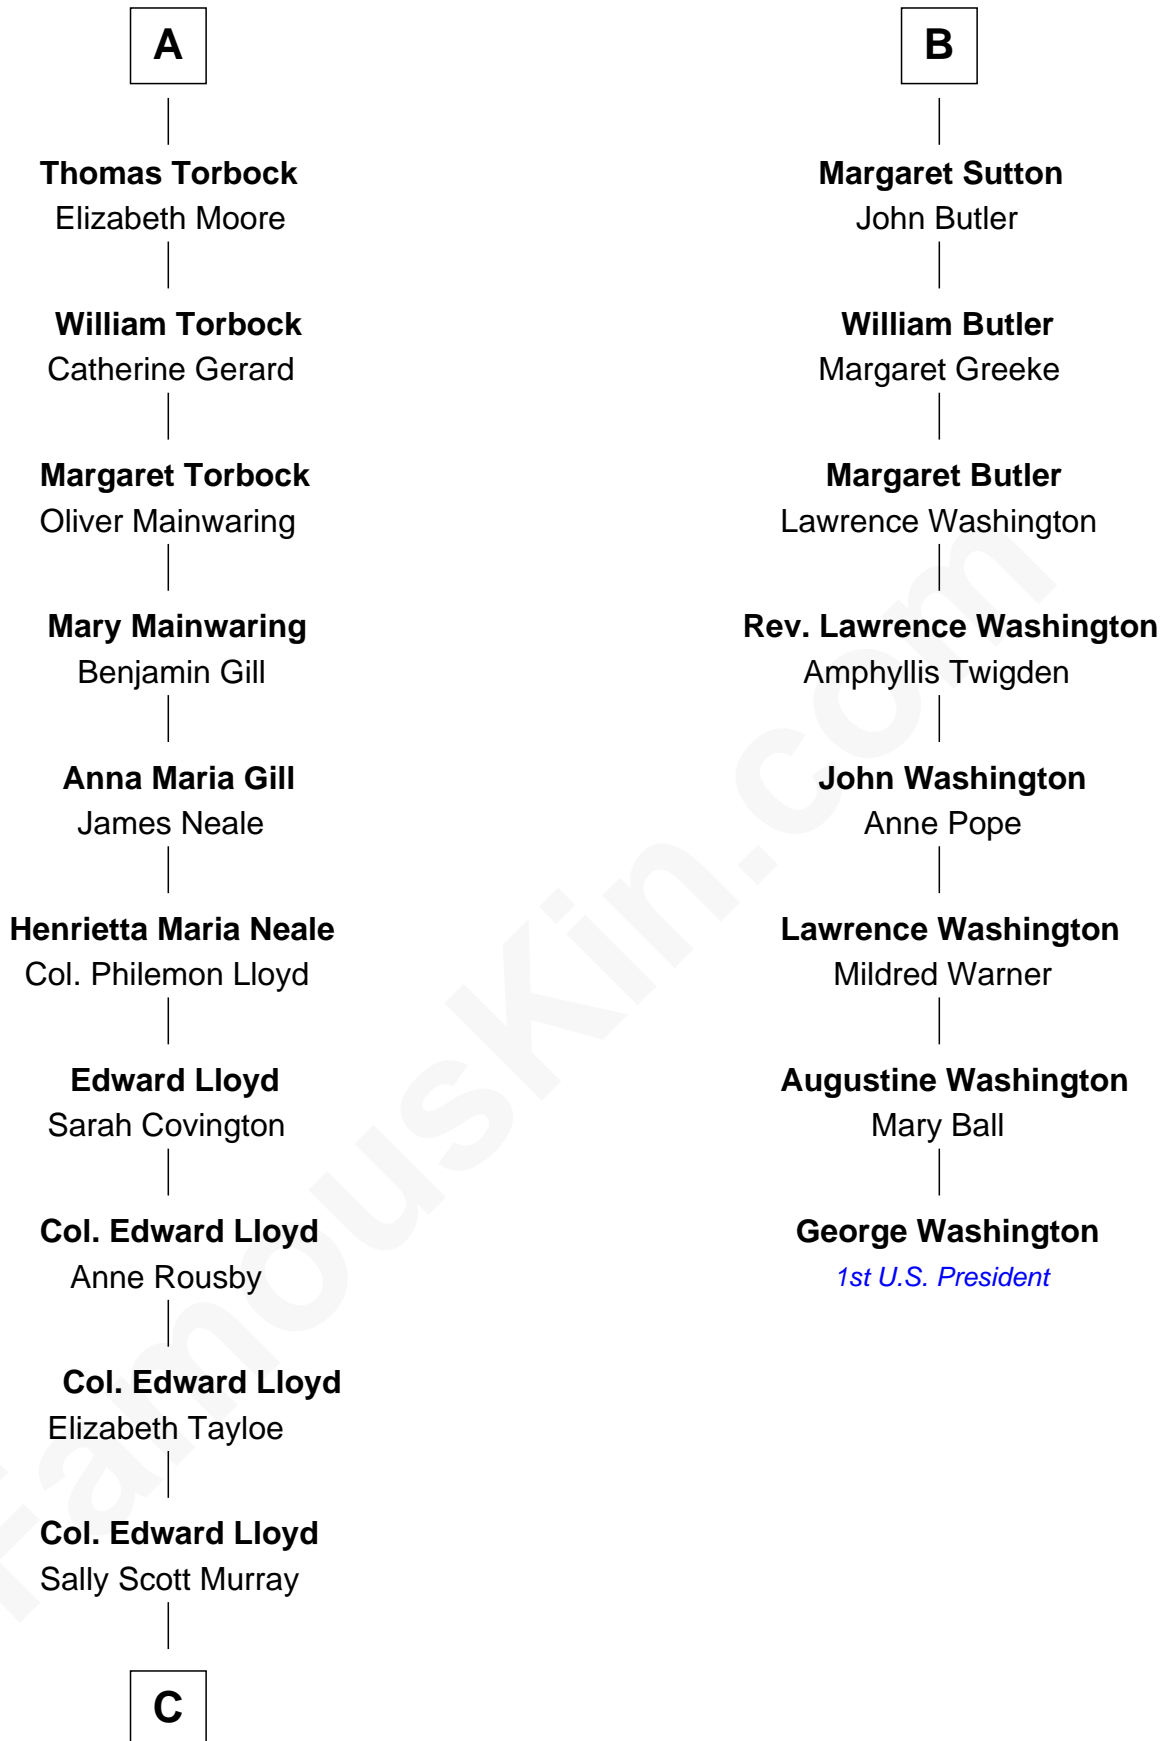 A
Thomas Torbock
Elizabeth Moore
William Torbock
Catherine Gerard
Margaret Torbock
Oliver Mainwaring
Mary Mainwaring
Benjamin Gill
Anna Maria Gill
James Neale
Henrietta Maria Neale
Col. Philemon Lloyd
Edward Lloyd
Sarah Covington
Col. Edward Lloyd
Anne Rousby
Col. Edward Lloyd
Elizabeth Tayloe
Col. Edward Lloyd
Sally Scott Murray
C
B
Margaret Sutton
John Butler
William Butler
Margaret Greeke
Margaret Butler
Lawrence Washington
Rev. Lawrence Washington
Amphyllis Twigden
John Washington
Anne Pope
Lawrence Washington
Mildred Warner
Augustine Washington
Mary Ball
George Washington
1st U.S. President
FamousKin.com